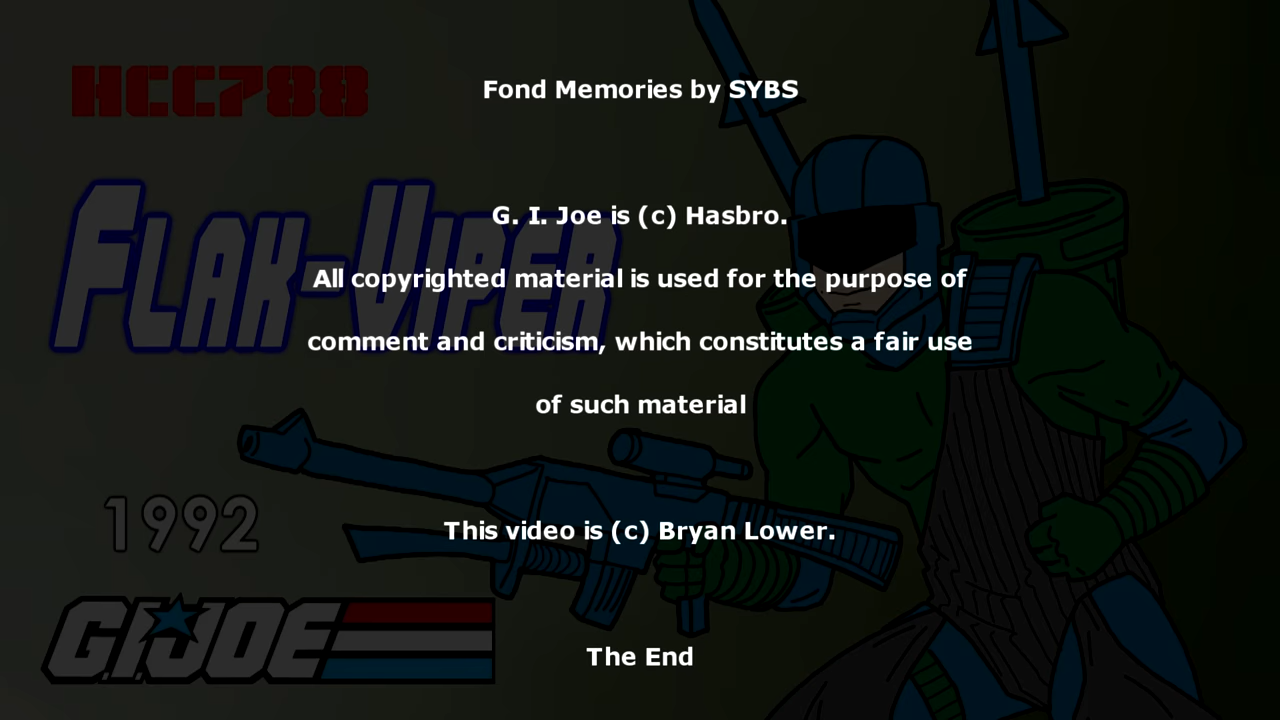 HCC788
Fond Memories by SYBS
Flak-Viper
G. I. Joe is (c) Hasbro.
All copyrighted material is used for the purpose of
comment and criticism, which constitutes a fair use
of such material
1992
This video is (c) Bryan Lower.
G.I. JOE
The End